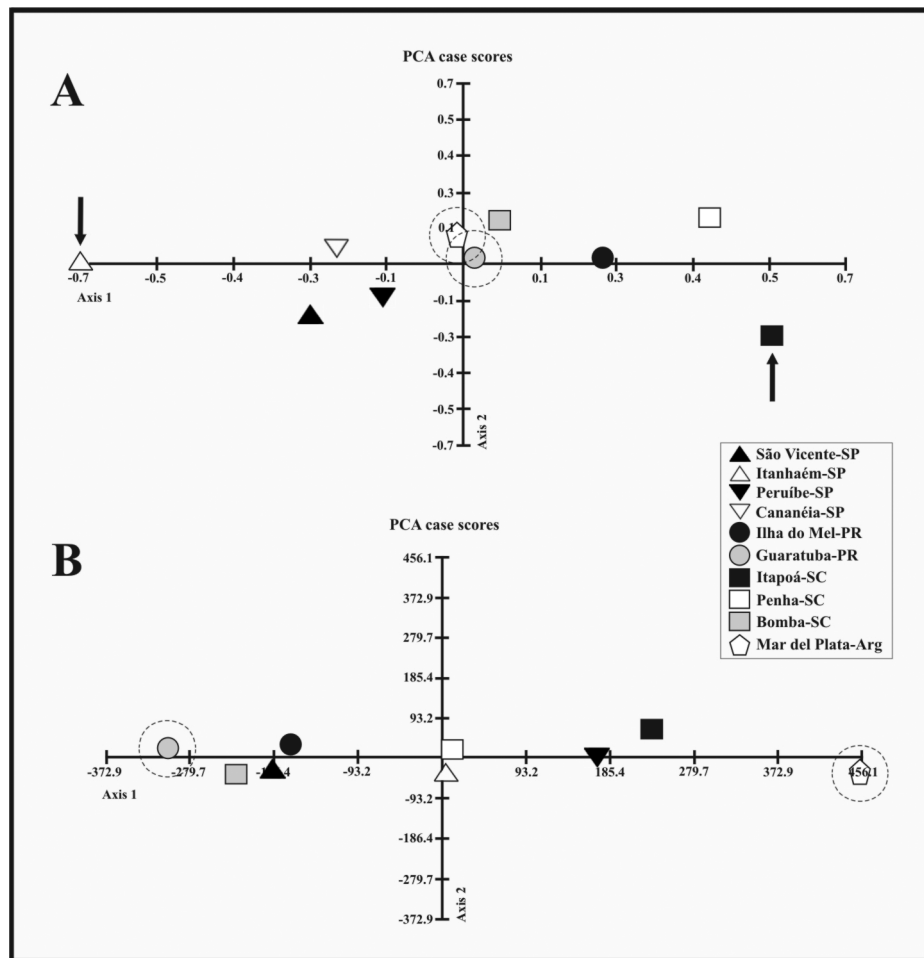 PCA case scores
A
0.7
0.5
0.4
0.3
0.1
-0.7 -0.5 -0.4 -0.3 -0.1 0.1 0.3 0.4 0.5 0.7
Axis 1
-0.1
-0.3
-0.4
-0.5
-0.7
Axis 2
São Vicente-SP
Itanhaém-SP
Peruíbe-SP
Cananéia-SP
Ilha do Mel-PR
Guaratuba-PR
Itapoá-SC
Penha-SC
Bomba-SC
Mar del Plata-Arg
PCA case scores
B
456.1
372.9
279.7
185.4
93.2
-372.9 -279.7 -93.2 93.2 185.4 279.7 372.9 456.1
Axis 1
-93.2
-186.4
-279.7
-372.9
Axis 2